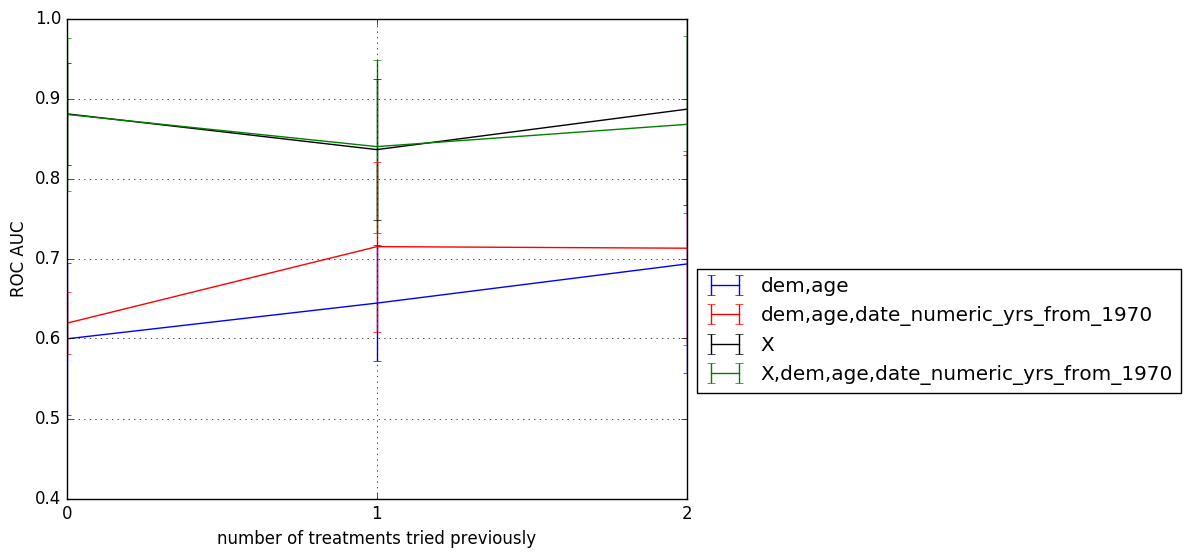 1.0
0.9
0.8
0.7
0.6
0.5
0.4
ROC AUC
0
1
2
number of treatments tried previously
dem,age
dem,age,date_numeric_yrs_from_1970
X
X,dem,age,date_numeric_yrs_from_1970